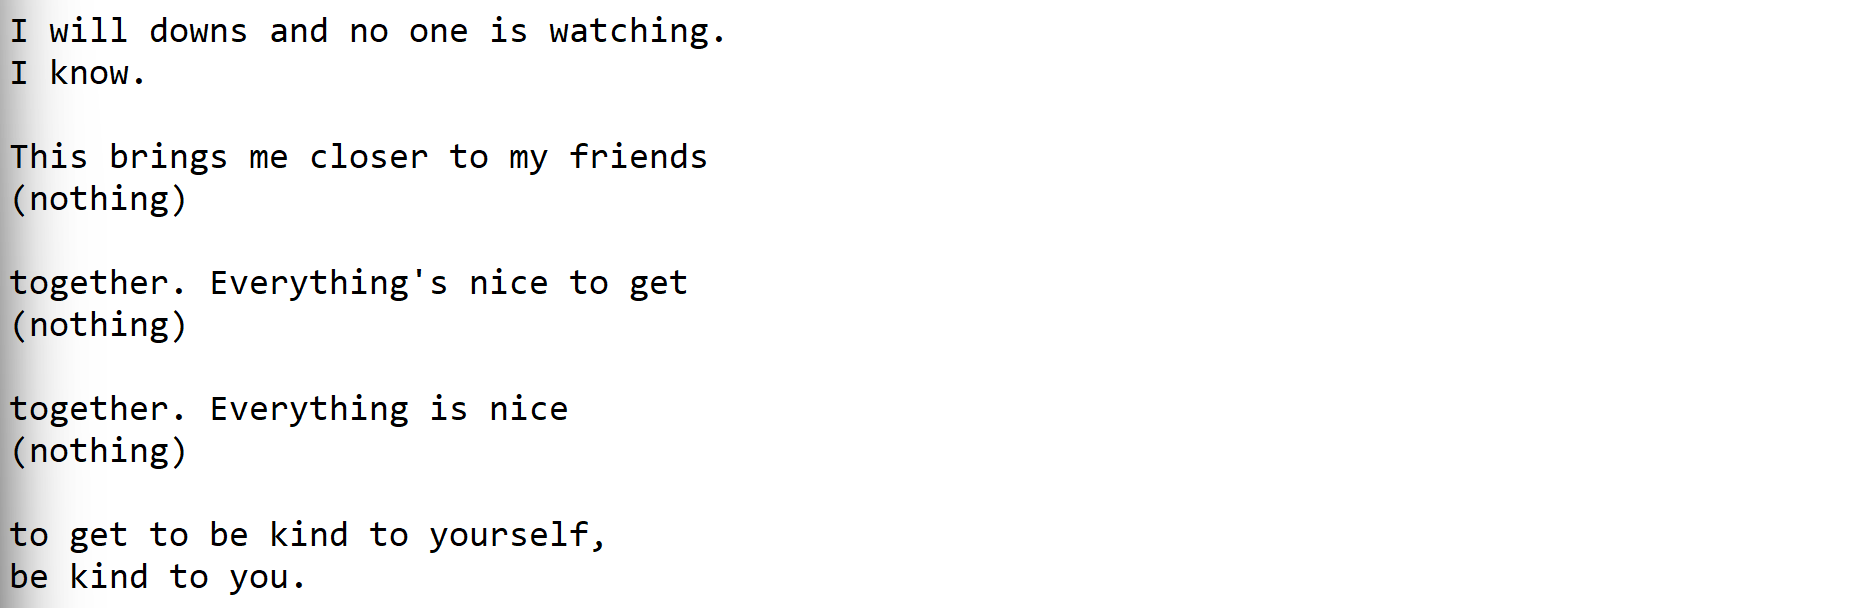 I will downs and no one is watching.
I know.

This brings me closer to my friends
(nothing)

together. Everything's nice to get
(nothing)

together. Everything is nice
(nothing)

to get to be kind to yourself,
be kind to you.